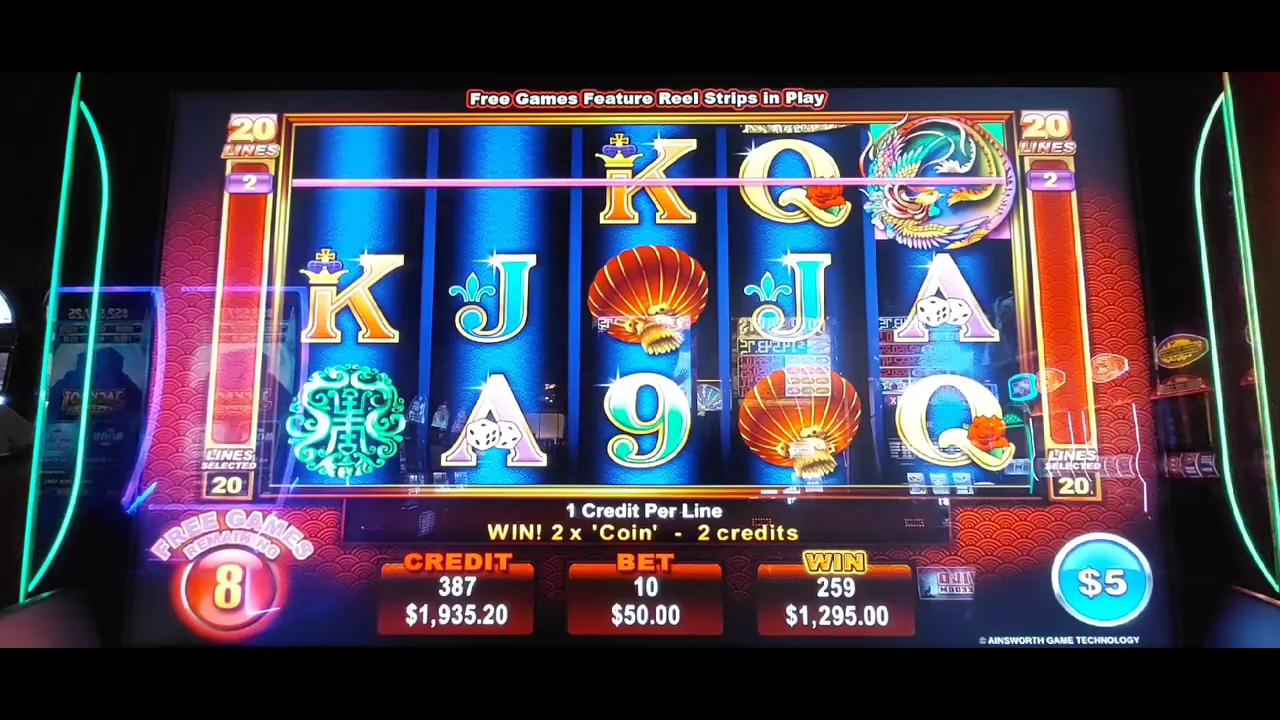 Free Games Feature Reel Strips in Play
20
LINES
20
LINES
2
2
K
Q
K
J
J
A
A
9
Q
LINES
SELECTED
20
LINES
SELECTED
20
1 Credit Per Line
WIN! 2 x 'Coin' - 2 credits
FREE GAMES
REMAINING
8
CREDIT
387
$1,935.20
BET
10
$50.00
WIN
259
$1,295.00
$5
© AINSWORTH GAME TECHNOLOGY